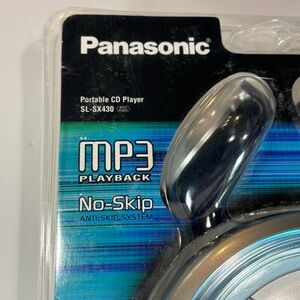 Panasonic
Portable CD Player
SL-SX430
MP3
PLAYBACK
No-Skip
ANTI-SKIP SYSTEM